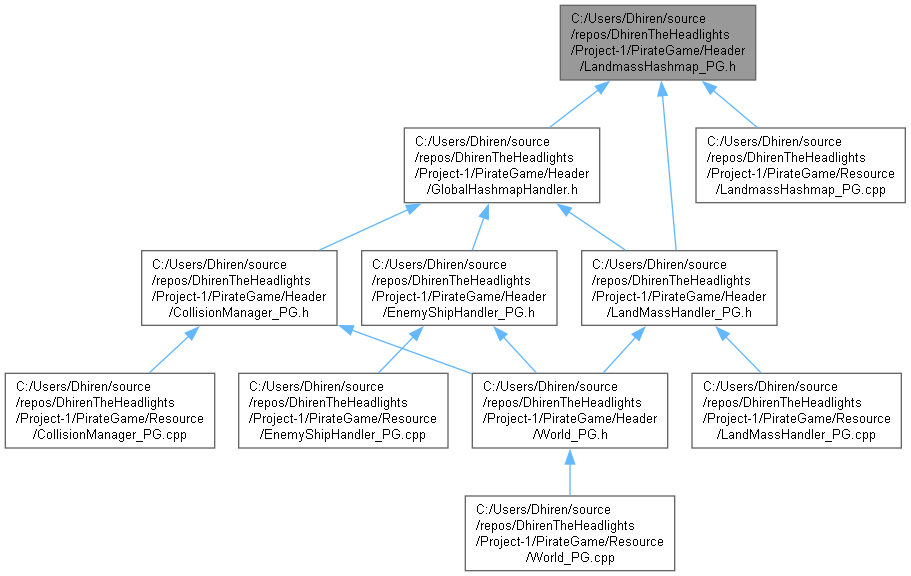 C:/Users/Dhiren/source
/repos/DhirenTheHeadlights
/Project-1/PirateGame/Header
/LandmassHashmap_PG.h
C:/Users/Dhiren/source
/repos/DhirenTheHeadlights
/Project-1/PirateGame/Header
/GlobalHashmapHandler.h
C:/Users/Dhiren/source
/repos/DhirenTheHeadlights
/Project-1/PirateGame/Resource
/LandmassHashmap_PG.cpp
C:/Users/Dhiren/source
/repos/DhirenTheHeadlights
/Project-1/PirateGame/Header
/CollisionManager_PG.h
C:/Users/Dhiren/source
/repos/DhirenTheHeadlights
/Project-1/PirateGame/Header
/EnemyShipHandler_PG.h
C:/Users/Dhiren/source
/repos/DhirenTheHeadlights
/Project-1/PirateGame/Header
/LandMassHandler_PG.h
C:/Users/Dhiren/source
/repos/DhirenTheHeadlights
/Project-1/PirateGame/Resource
/CollisionManager_PG.cpp
C:/Users/Dhiren/source
/repos/DhirenTheHeadlights
/Project-1/PirateGame/Resource
/EnemyShipHandler_PG.cpp
C:/Users/Dhiren/source
/repos/DhirenTheHeadlights
/Project-1/PirateGame/Header
/World_PG.h
C:/Users/Dhiren/source
/repos/DhirenTheHeadlights
/Project-1/PirateGame/Resource
/LandMassHandler_PG.cpp
C:/Users/Dhiren/source
/repos/DhirenTheHeadlights
/Project-1/PirateGame/Resource
/World_PG.cpp